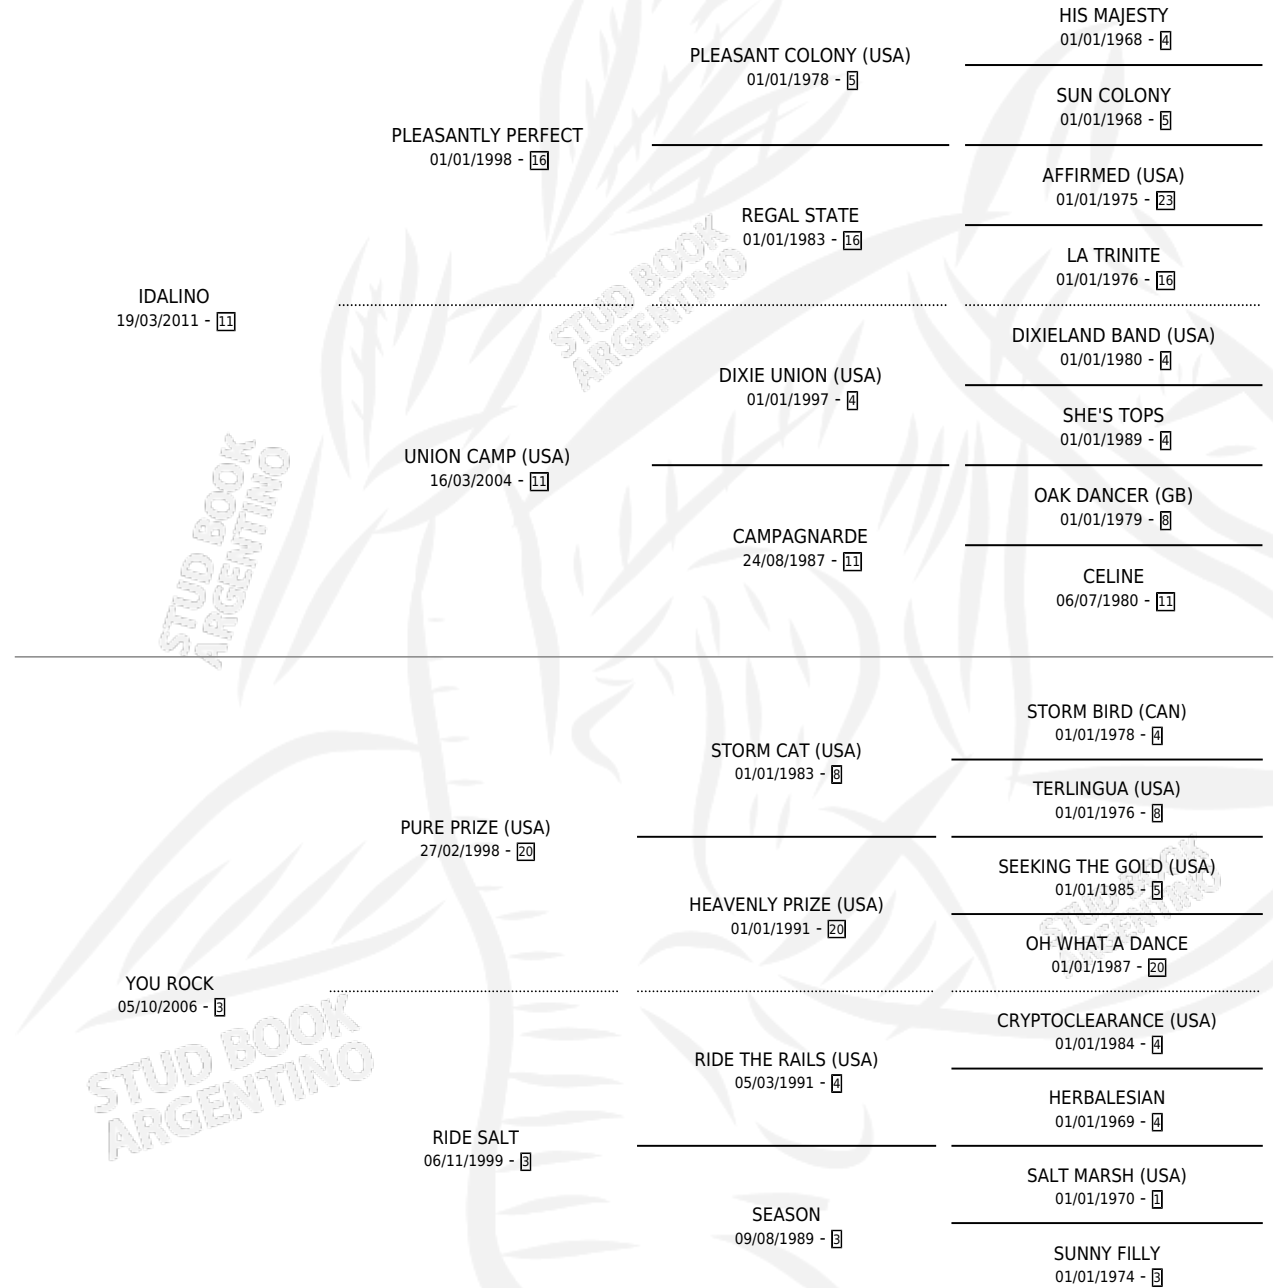 HIS MAJESTY
01/01/1968 - 4
PLEASANT COLONY (USA)
01/01/1978 - 5
SUN COLONY
01/01/1968 - 5
PLEASANTLY PERFECT
01/01/1998 - 16
AFFIRMED (USA)
01/01/1975 - 23
REGAL STATE
01/01/1983 - 16
LA TRINITE
01/01/1976 - 16
IDALINO
19/03/2011 - 11
DIXIELAND BAND (USA)
01/01/1980 - 4
DIXIE UNION (USA)
01/01/1997 - 4
SHE'S TOPS
01/01/1989 - 4
UNION CAMP (USA)
16/03/2004 - 11
OAK DANCER (GB)
01/01/1979 - 8
CAMPAGNARDE
24/08/1987 - 11
CELINE
06/07/1980 - 11
STORM BIRD (CAN)
01/01/1978 - 4
STORM CAT (USA)
01/01/1983 - 8
TERLINGUA (USA)
01/01/1976 - 8
PURE PRIZE (USA)
27/02/1998 - 20
SEEKING THE GOLD (USA)
01/01/1985 - 5
HEAVENLY PRIZE (USA)
01/01/1991 - 20
OH WHAT A DANCE
01/01/1987 - 20
YOU ROCK
05/10/2006 - 3
CRYPTOCLEARANCE (USA)
01/01/1984 - 4
RIDE THE RAILS (USA)
05/03/1991 - 4
HERBALESIAN
01/01/1969 - 4
RIDE SALT
06/11/1999 - 3
SALT MARSH (USA)
01/01/1970 - 1
SEASON
09/08/1989 - 3
SUNNY FILLY
01/01/1974 - 3
STUD BOOK
ARGENTINO
STUD BOOK
ARGENTINO
STUD BOOK
ARGENTINO
STUD BOOK
ARGENTINO